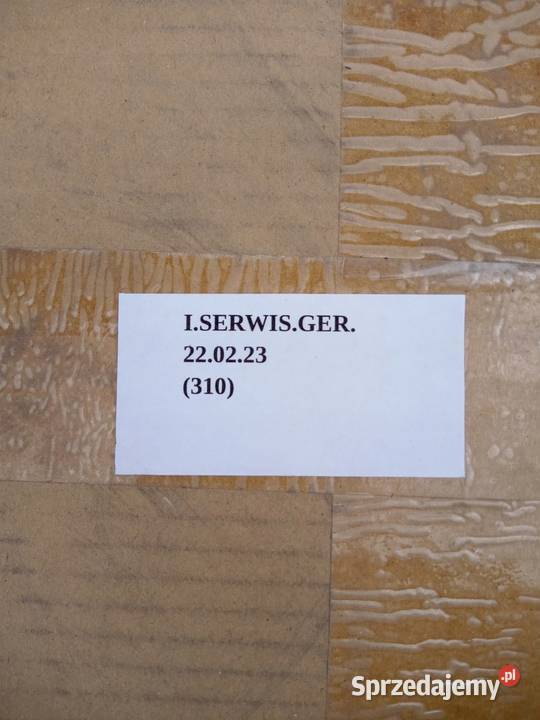 I.SERWIS.GER.
22.02.23
(310)
Sprzedajemy.pl